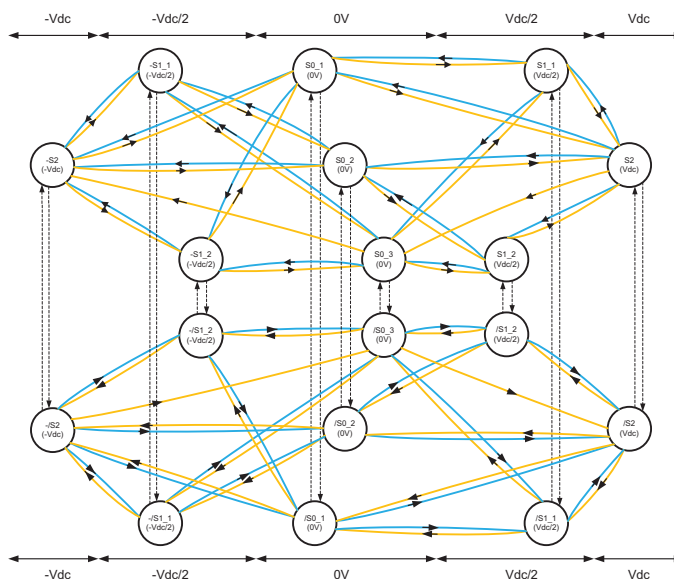 -Vdc -Vdc/2 0V Vdc/2 Vdc
-S1_1 S0_1 S1_1
(-Vdc/2) (0V) (Vdc/2)
-S2 S0_2 S2
(-Vdc) (0V) (Vdc)
-S1_2 S0_3 S1_2
(-Vdc/2) (0V) (Vdc/2)
-/S1_2 /S0_3 /S1_2
(-Vdc/2) (0V) (Vdc/2)
-/S2 /S0_2 /S2
(-Vdc) (0V) (Vdc)
-/S1_1 /S0_1 /S1_1
(-Vdc/2) (0V) (Vdc/2)
-Vdc -Vdc/2 0V Vdc/2 Vdc